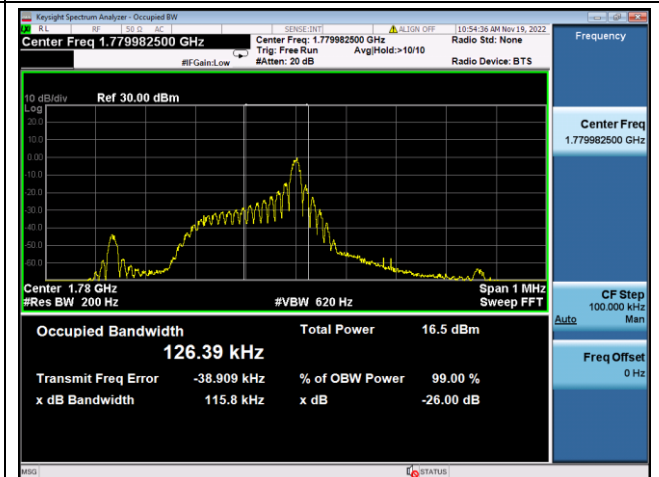 Keysight Spectrum Analyzer - Occupied BW
RL RF 50 Ω AC SENSE:INT ALIGN OFF 10:54:36 AM Nov 19, 2022
Center Freq 1.779982500 GHz Center Freq: 1.779982500 GHz Radio Std: None Frequency
Trig: Free Run Avg|Hold:>10/10
#IFGain:Low #Atten: 20 dB Radio Device: BTS
10 dB/div Ref 30.00 dBm
Log
20.0
10.0
0.00
-10.0
-20.0
-30.0
-40.0
-50.0
-60.0
Center Freq
1.779982500 GHz
Center 1.78 GHz Span 1 MHz
#Res BW 200 Hz #VBW 620 Hz Sweep FFT
CF Step
100.000 kHz
Auto Man
Occupied Bandwidth Total Power 16.5 dBm
126.39 kHz
Freq Offset
0 Hz
Transmit Freq Error -38.909 kHz % of OBW Power 99.00 %
x dB Bandwidth 115.8 kHz x dB -26.00 dB
MSG STATUS